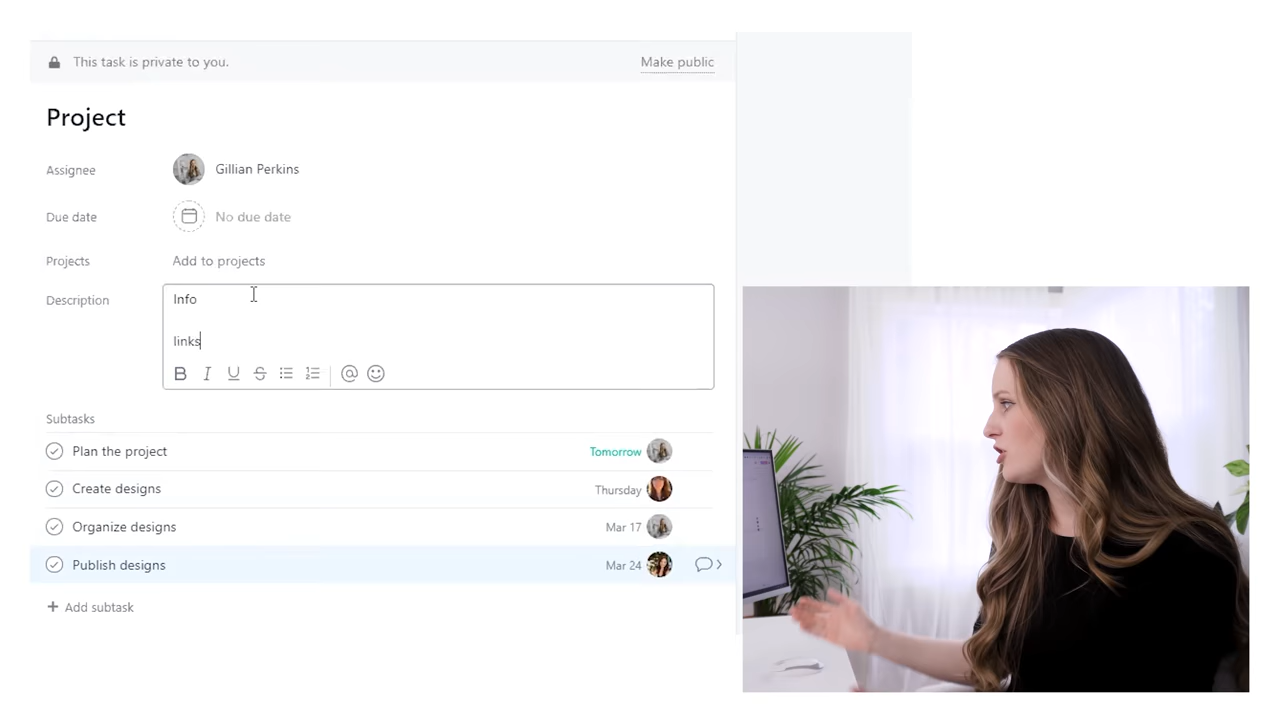 This task is private to you.
Make public
Project
Assignee
Gillian Perkins
Due date
No due date
Projects
Add to projects
Description
Info
links
B I U S @
Subtasks
Plan the project
Tomorrow
Create designs
Thursday
Organize designs
Mar 17
Publish designs
Mar 24
+ Add subtask